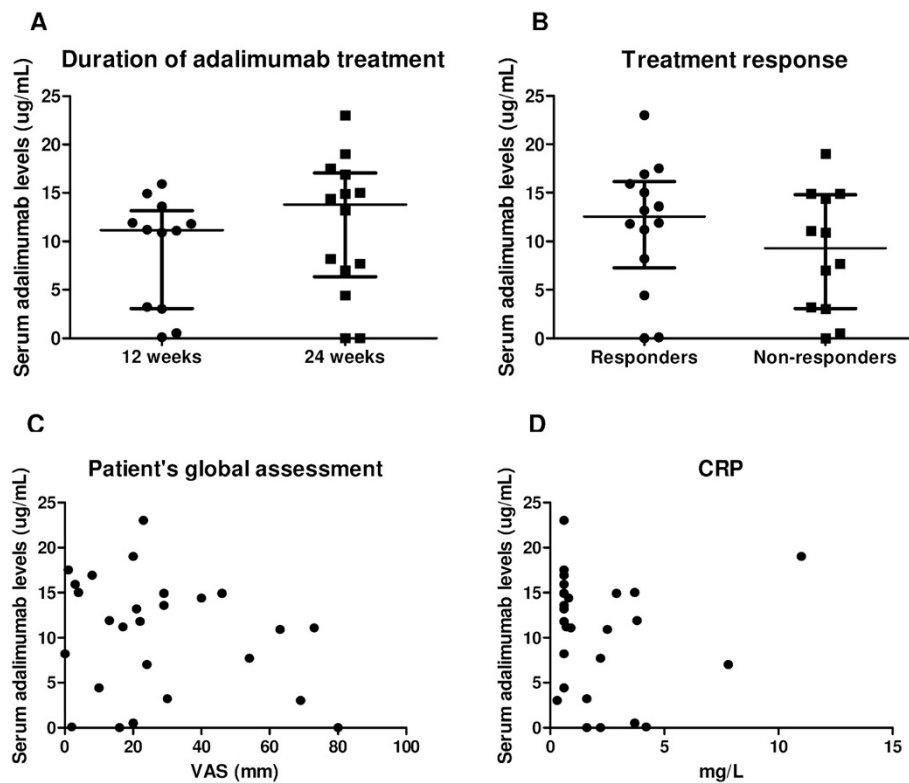 A
Duration of adalimumab treatment
Serum adalimumab levels (ug/mL)
25
20
15
10
5
0
12 weeks
24 weeks
B
Treatment response
Serum adalimumab levels (ug/mL)
25
20
15
10
5
0
Responders
Non-responders
C
Patient's global assessment
Serum adalimumab levels (ug/mL)
25
20
15
10
5
0
0 20 40 60 80 100
VAS (mm)
D
CRP
Serum adalimumab levels (ug/mL)
25
20
15
10
5
0
0 5 10 15
mg/L